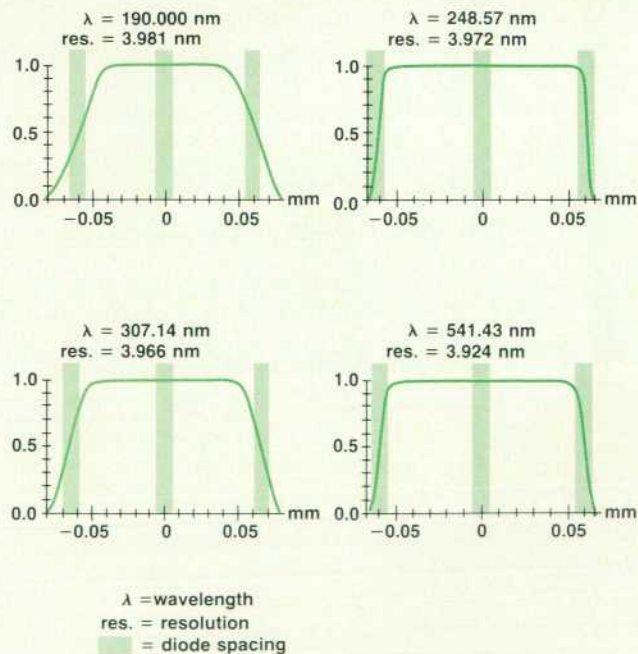 λ = 190.000 nm
res. = 3.981 nm
1.0
0.5
0.0
−0.05 0 0.05 mm
λ = 248.57 nm
res. = 3.972 nm
1.0
0.5
0.0
−0.05 0 0.05 mm
λ = 307.14 nm
res. = 3.966 nm
1.0
0.5
0.0
−0.05 0 0.05 mm
λ = 541.43 nm
res. = 3.924 nm
1.0
0.5
0.0
−0.05 0 0.05 mm
λ =wavelength
res. = resolution
= diode spacing